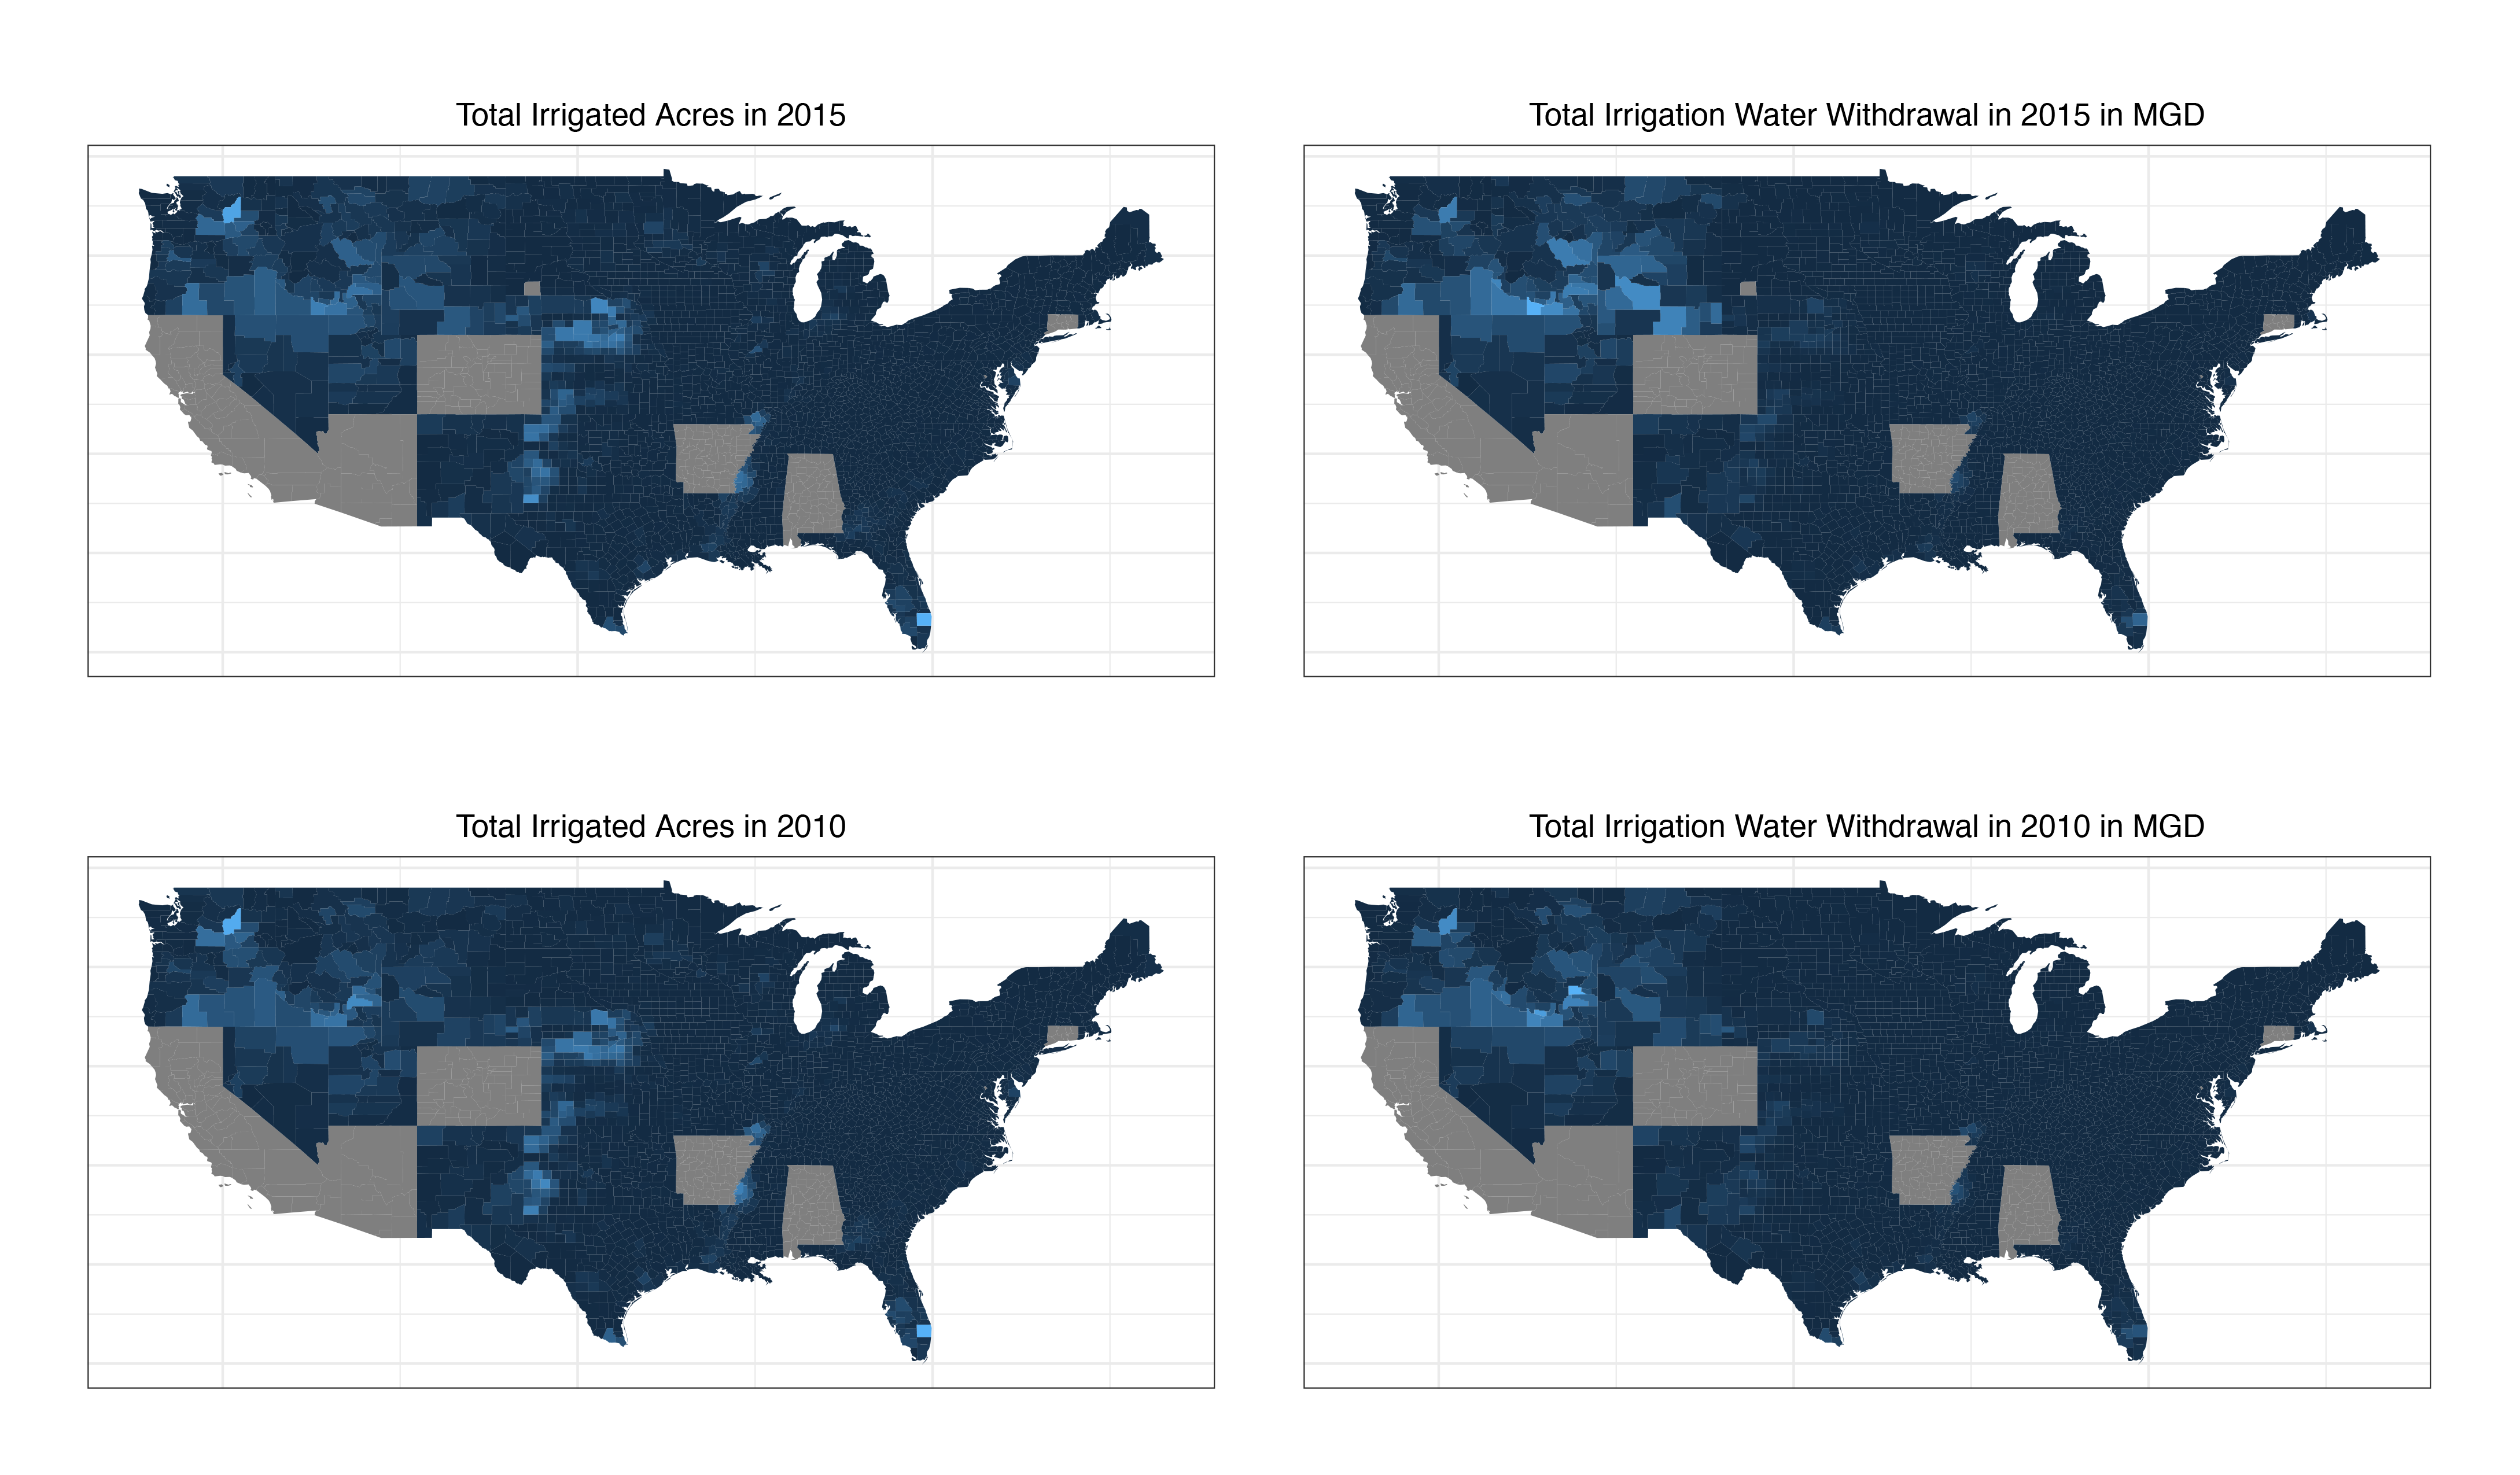 Total Irrigated Acres in 2015
Total Irrigation Water Withdrawal in 2015 in MGD
Total Irrigated Acres in 2010
Total Irrigation Water Withdrawal in 2010 in MGD